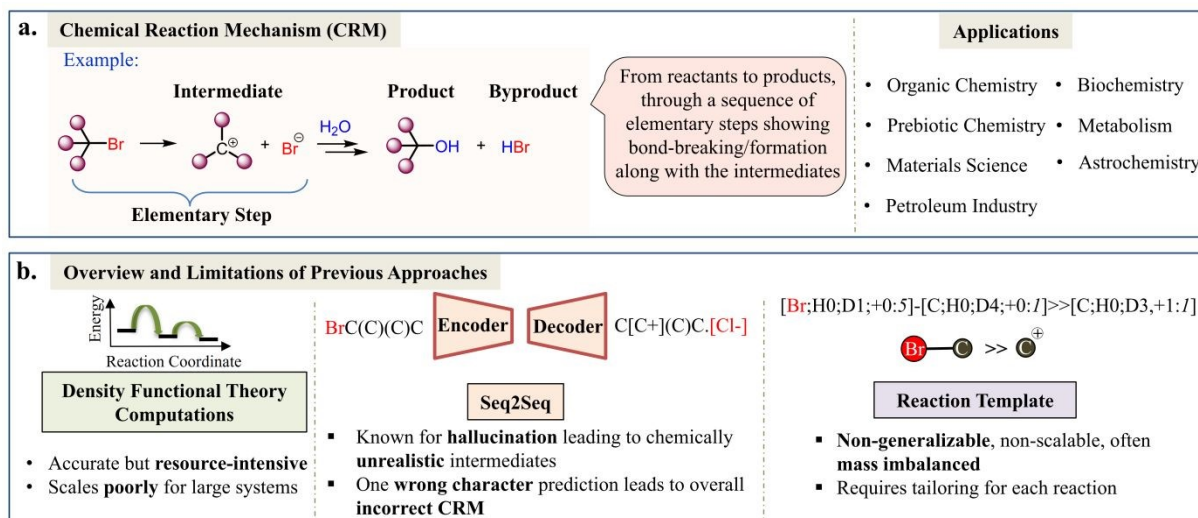 a.
Chemical Reaction Mechanism (CRM)
Example:
Intermediate
Product
Byproduct
Br
C
⊕
+
Br
⊖
H₂O
OH
+
HBr
Elementary Step
From reactants to products,
through a sequence of
elementary steps showing
bond-breaking/formation
along with the intermediates
Applications
• Organic Chemistry
• Prebiotic Chemistry
• Materials Science
• Petroleum Industry
• Biochemistry
• Metabolism
• Astrochemistry
b.
Overview and Limitations of Previous Approaches
Energy
Reaction Coordinate
Density Functional Theory
Computations
• Accurate but resource-intensive
• Scales poorly for large systems
BrC(C)(C)C
Encoder
Decoder
C[C+](C)C.[Cl-]
Seq2Seq
▪ Known for hallucination leading to chemically
unrealistic intermediates
▪ One wrong character prediction leads to overall
incorrect CRM
[Br;H0;D1;+0:5]-[C;H0;D4;+0:1]>>[C;H0;D3,+1:1]
Br C >> C ⊕
Reaction Template
▪ Non-generalizable, non-scalable, often
mass imbalanced
▪ Requires tailoring for each reaction